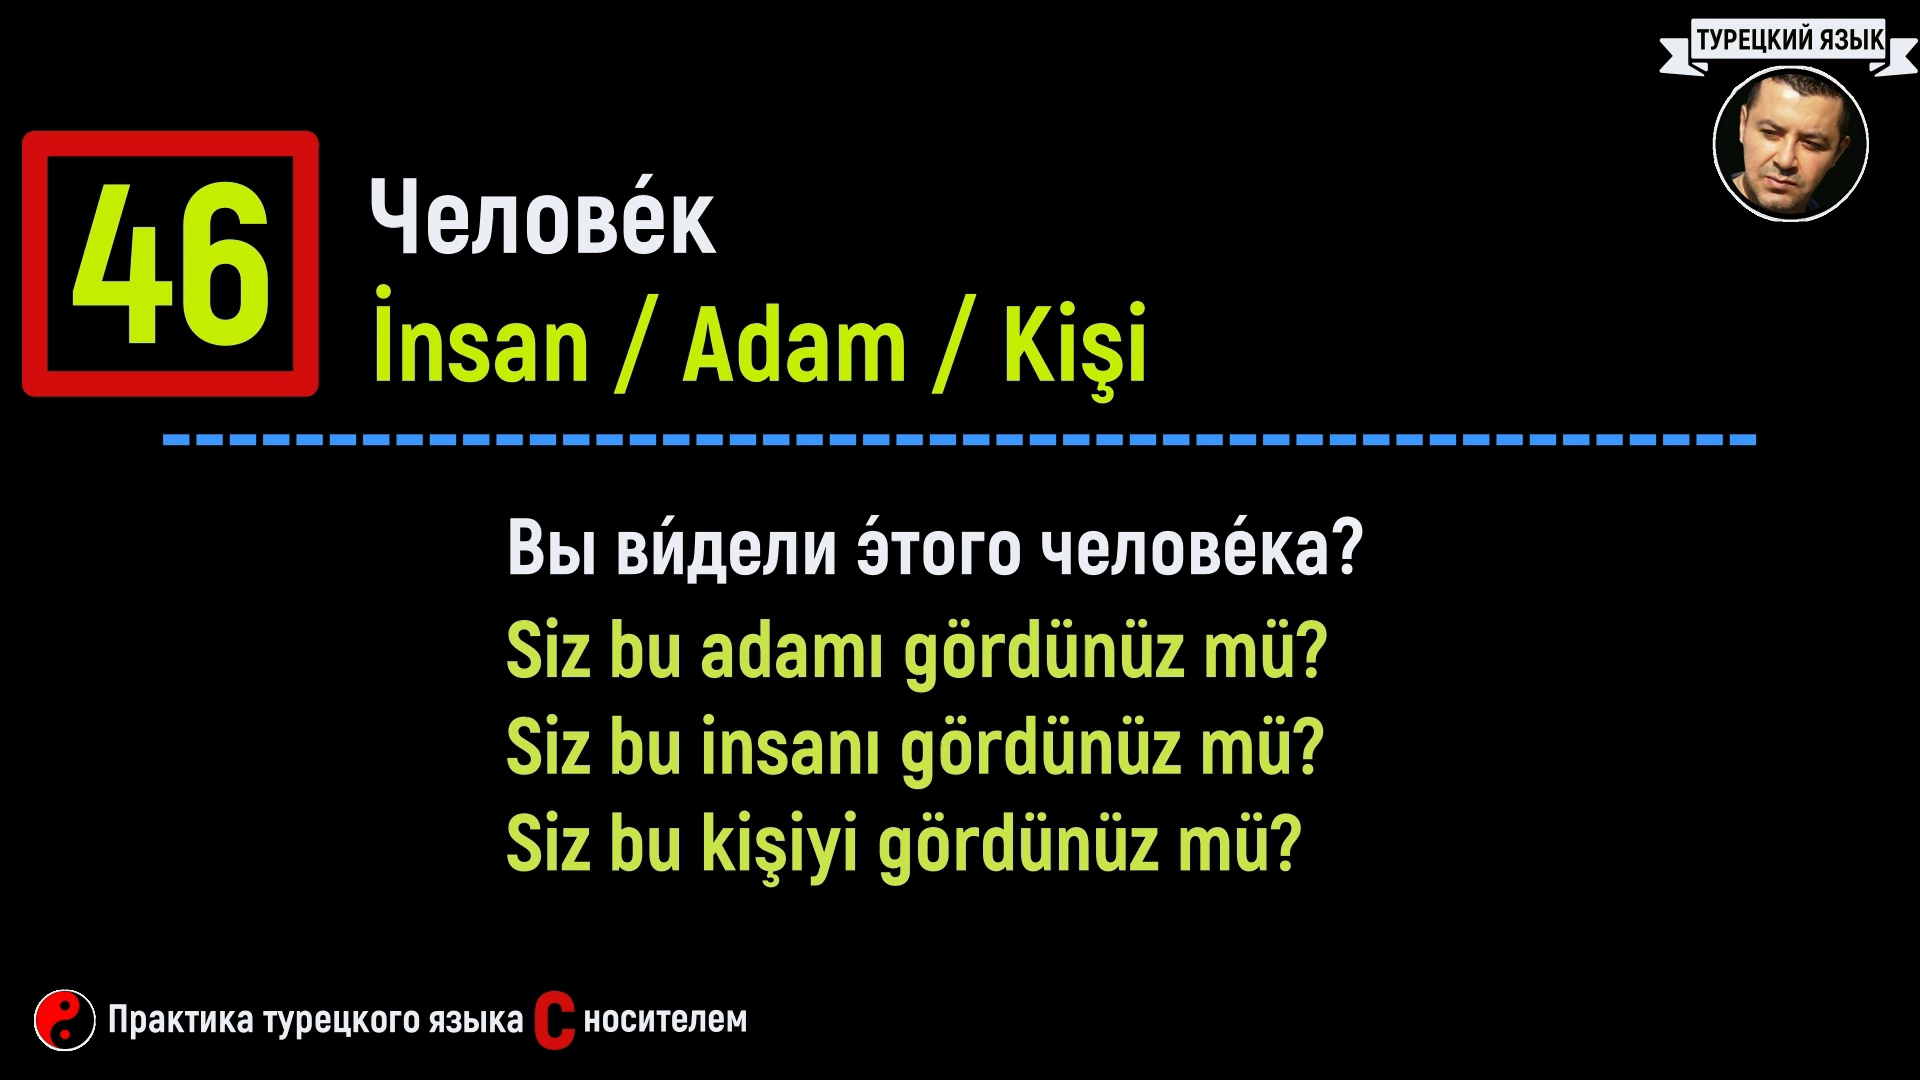 ТУРЕЦКИЙ ЯЗЫК
46
Челове́к
İnsan / Adam / Kişi
Вы ви́дели э́того челове́ка?
Siz bu adamı gördünüz mü?
Siz bu insanı gördünüz mü?
Siz bu kişiyi gördünüz mü?
Практика турецкого языка С носителем